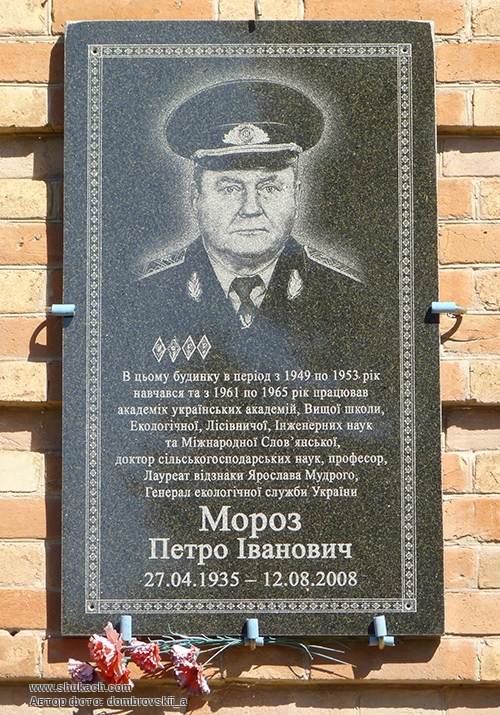 В цьому будинку в період з 1949 по 1953 рік
навчався та з 1961 по 1965 рік працював
академік українських академій, Вищої школи,
Екологічної, Лісівничої, Інженерних наук
та Міжнародної Слов'янської,
доктор сільськогосподарських наук, професор,
Лауреат відзнаки Ярослава Мудрого,
Генерал екологічної служби України
Мороз
Петро Іванович
27.04.1935 – 12.08.2008
www.shukach.com
Автор фото: dombrovskii_a